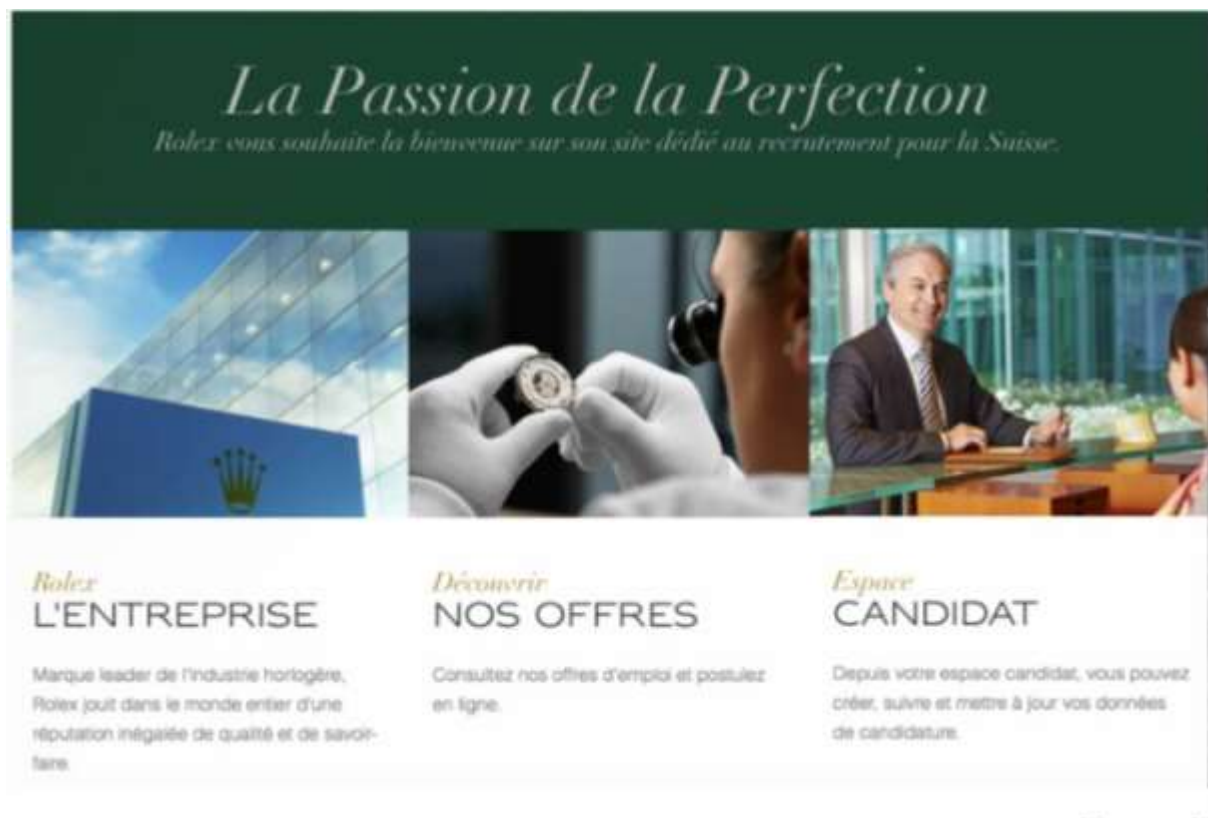 La Passion de la Perfection
Rolex vous souhaite la bienvenue sur son site dédié au recrutement pour la Suisse.
Rolex
L'ENTREPRISE
Marque leader de l'industrie horlogère,
Rolex jouit dans le monde entier d'une
réputation inégalée de qualité et de savoir-
faire.
Découvrir
NOS OFFRES
Consultez nos offres d'emploi et postulez
en ligne.
Espace
CANDIDAT
Depuis votre espace candidat, vous pouvez
créer, suivre et mettre à jour vos données
de candidature.